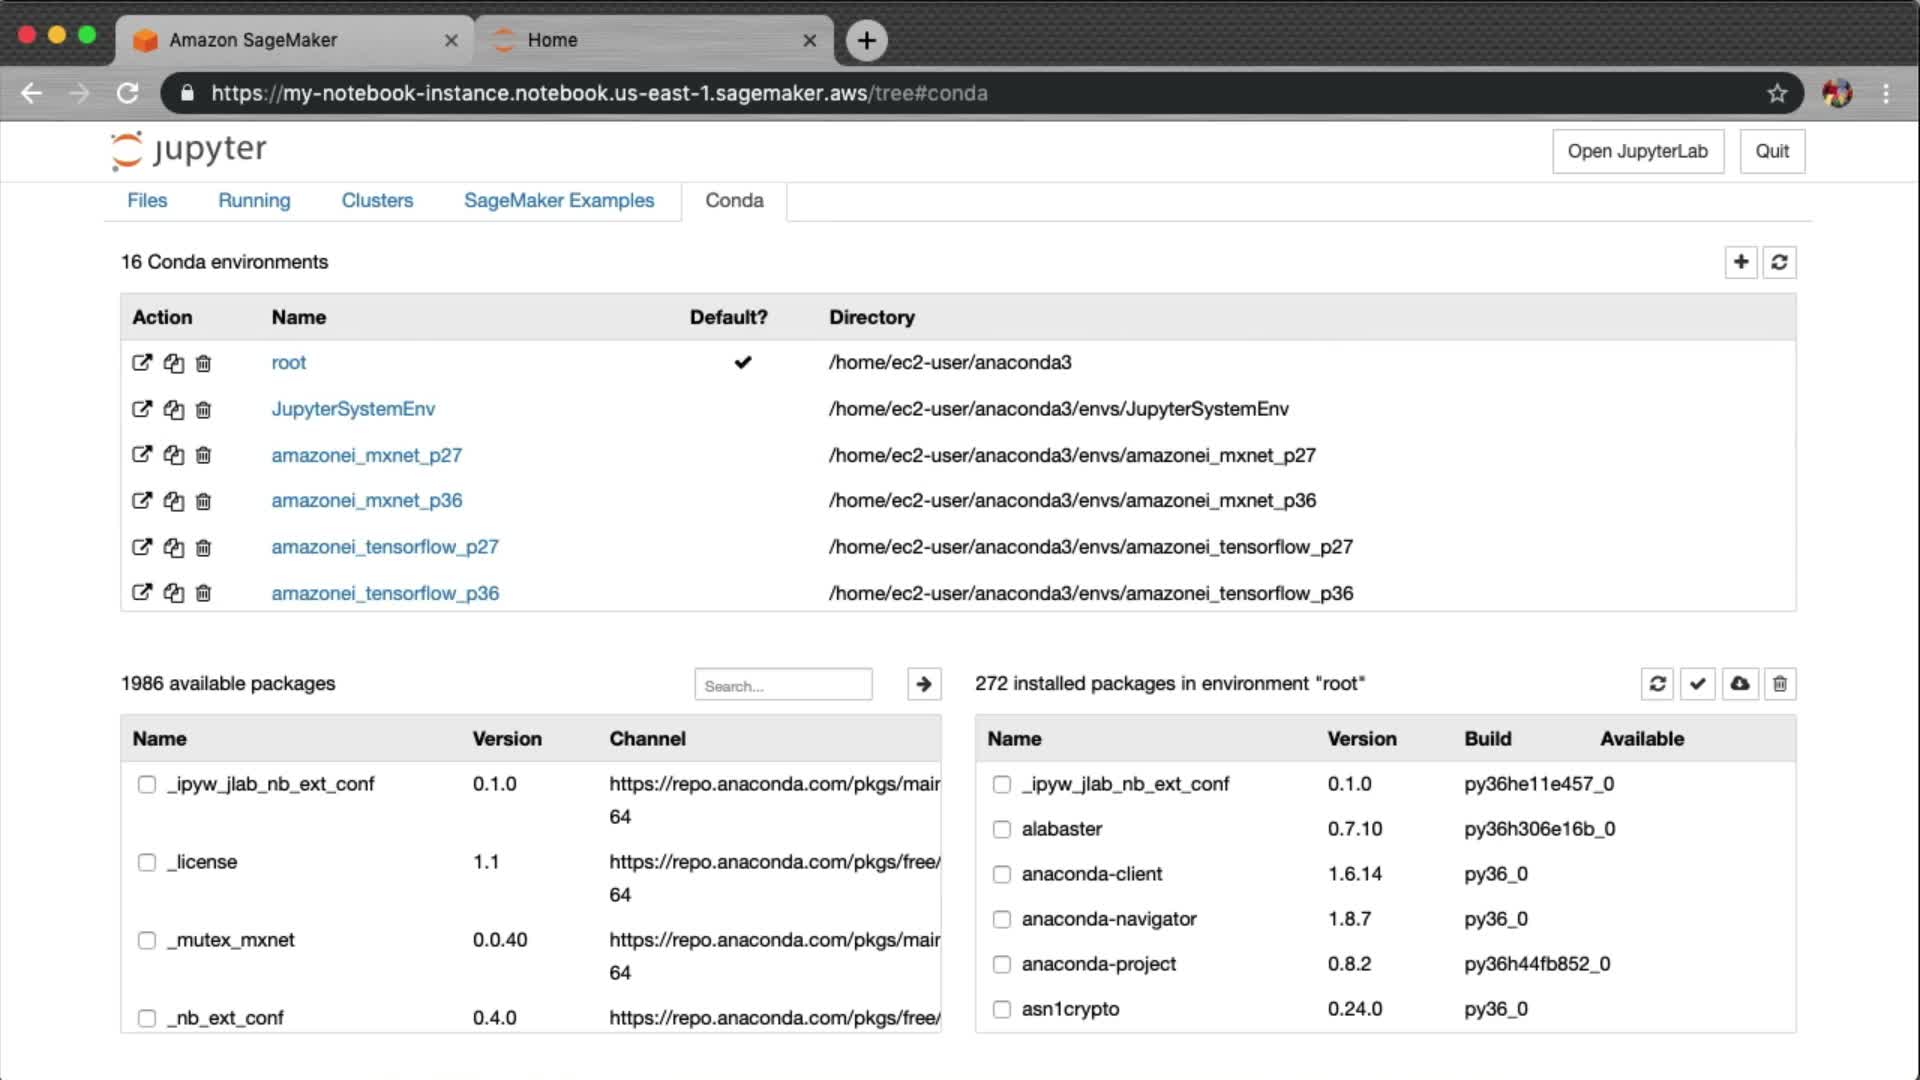 Amazon SageMaker
Home
https://my-notebook-instance.notebook.us-east-1.sagemaker.aws/tree#conda
jupyter
Open JupyterLab
Quit
Files
Running
Clusters
SageMaker Examples
Conda
16 Conda environments
Action Name Default? Directory
root /home/ec2-user/anaconda3
JupyterSystemEnv /home/ec2-user/anaconda3/envs/JupyterSystemEnv
amazonei_mxnet_p27 /home/ec2-user/anaconda3/envs/amazonei_mxnet_p27
amazonei_mxnet_p36 /home/ec2-user/anaconda3/envs/amazonei_mxnet_p36
amazonei_tensorflow_p27 /home/ec2-user/anaconda3/envs/amazonei_tensorflow_p27
amazonei_tensorflow_p36 /home/ec2-user/anaconda3/envs/amazonei_tensorflow_p36
1986 available packages
Search...
Name Version Channel
_ipyw_jlab_nb_ext_conf 0.1.0 https://repo.anaconda.com/pkgs/main
64
_license 1.1 https://repo.anaconda.com/pkgs/free/
64
_mutex_mxnet 0.0.40 https://repo.anaconda.com/pkgs/main
64
_nb_ext_conf 0.4.0 https://repo.anaconda.com/pkgs/free/
272 installed packages in environment "root"
Name Version Build Available
_ipyw_jlab_nb_ext_conf 0.1.0 py36he11e457_0
alabaster 0.7.10 py36h306e16b_0
anaconda-client 1.6.14 py36_0
anaconda-navigator 1.8.7 py36_0
anaconda-project 0.8.2 py36h44fb852_0
asn1crypto 0.24.0 py36_0